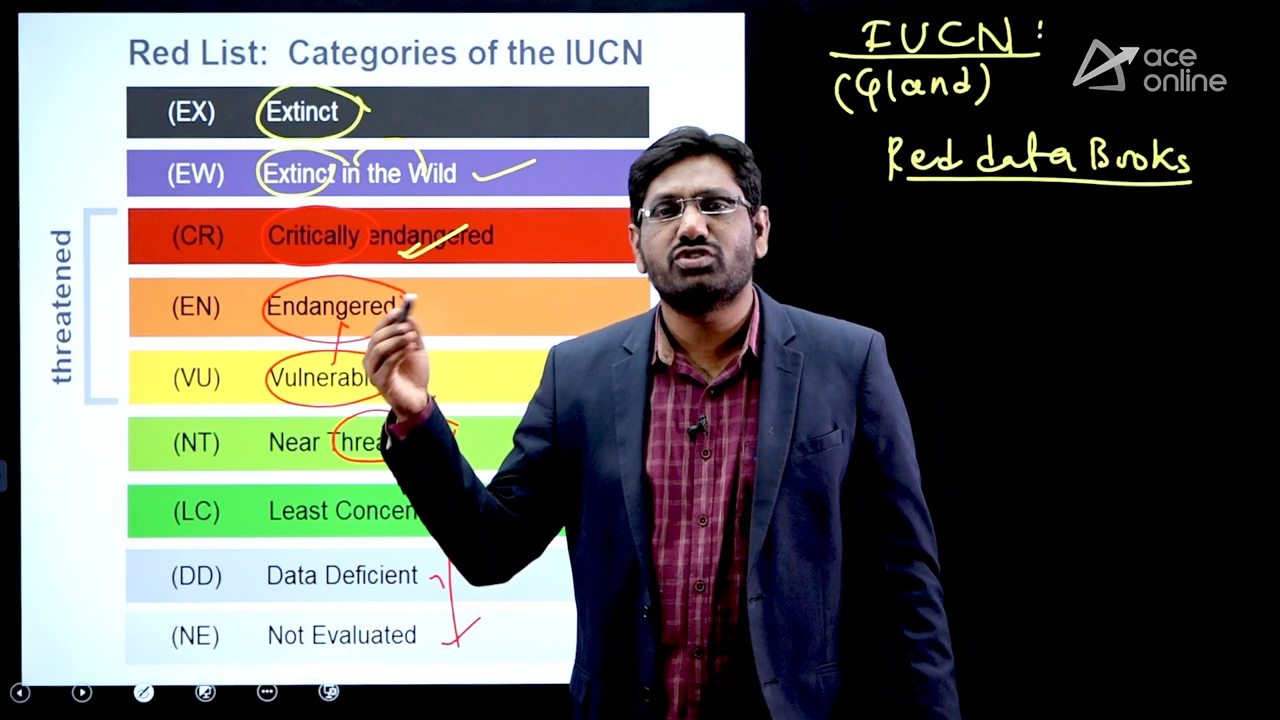 Red List: Categories of the IUCN
(EX) Extinct
(EW) Extinct in the Wild
(CR) Critically endangered
(EN) Endangered
(VU) Vulnerabl
(NT) Near Threa
(LC) Least Concern
(DD) Data Deficient
(NE) Not Evaluated
threatened
IUCN:
(Gland)
Red data Books
ace
online